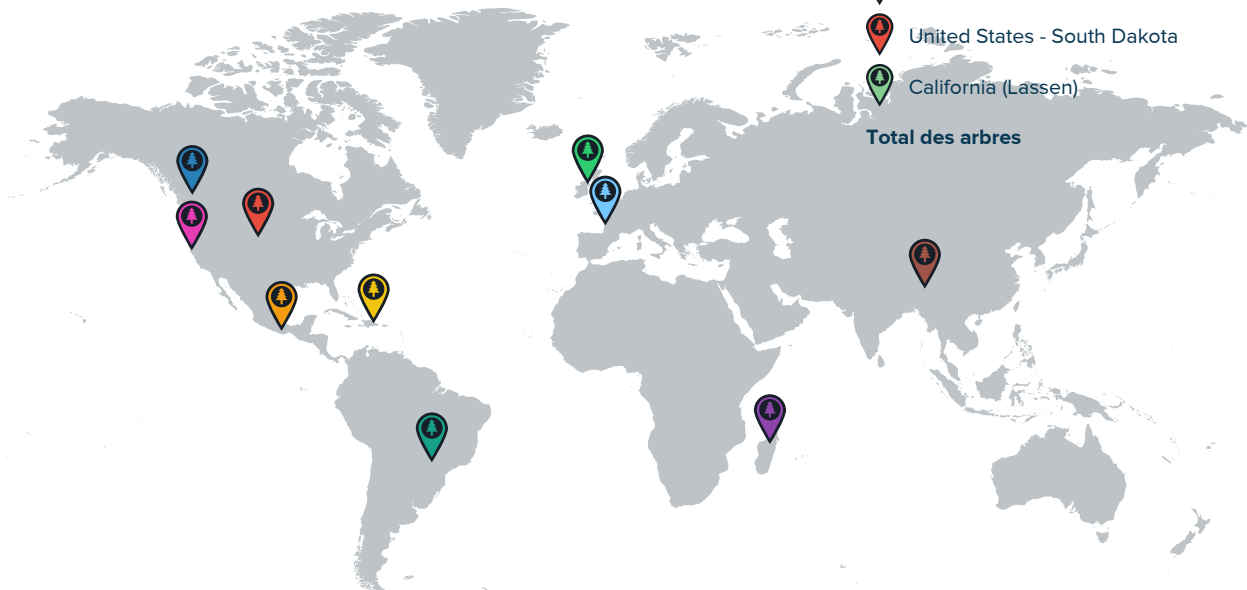 United States - South Dakota
California (Lassen)
Total des arbres